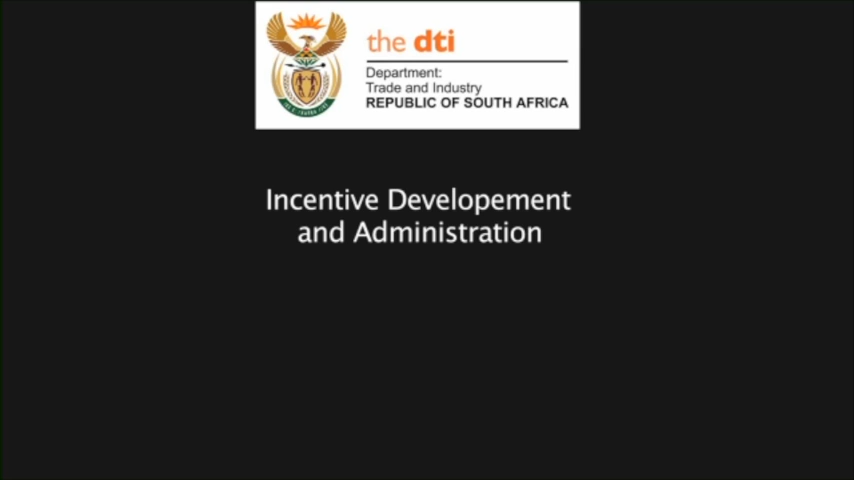 the dti
Department:
Trade and Industry
REPUBLIC OF SOUTH AFRICA
Incentive Developement
and Administration